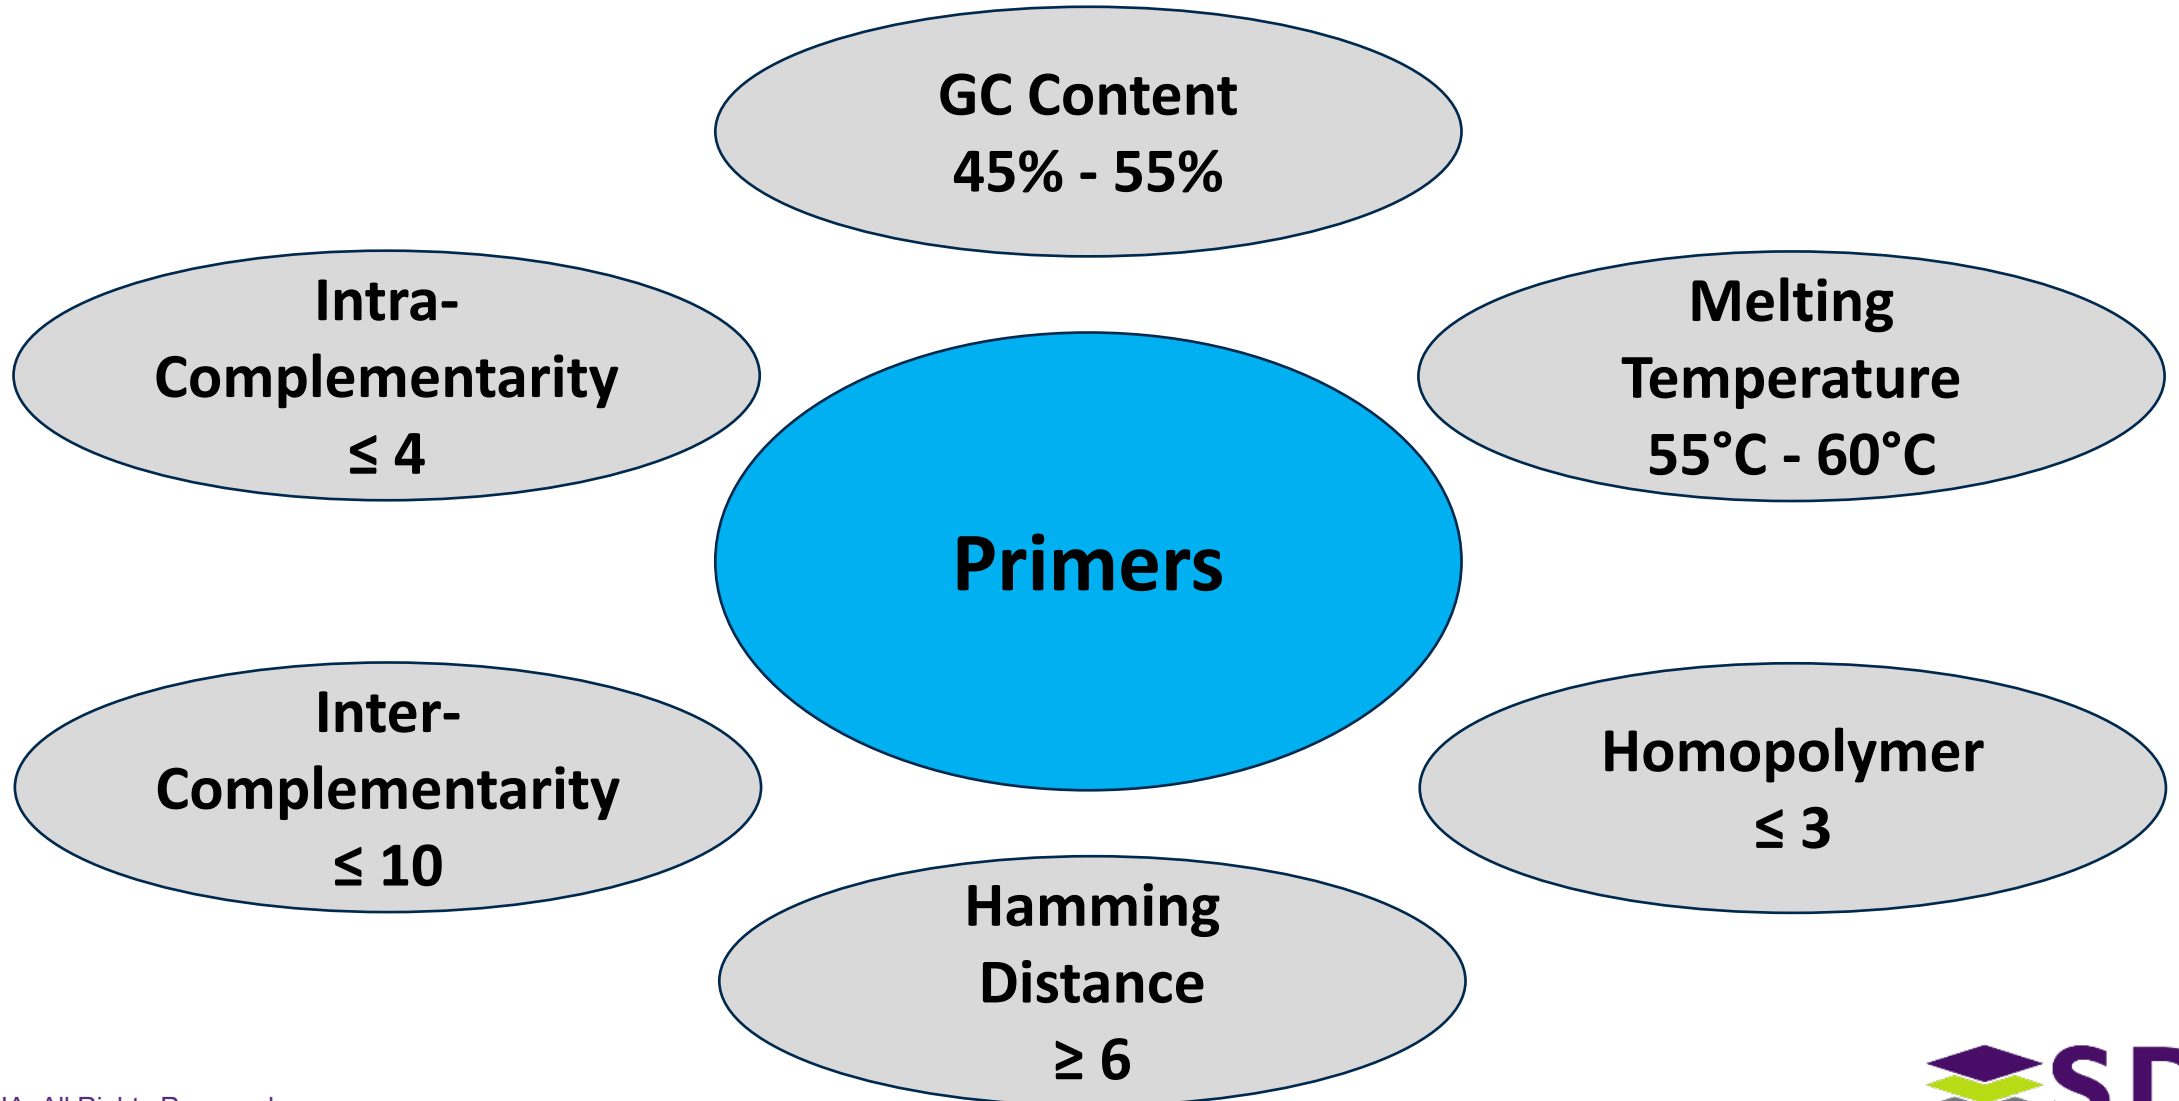 GC Content
45% - 55%
Intra-
Complementarity
≤ 4
Melting
Temperature
55°C - 60°C
Primers
Inter-
Complementarity
≤ 10
Homopolymer
≤ 3
Hamming
Distance
≥ 6